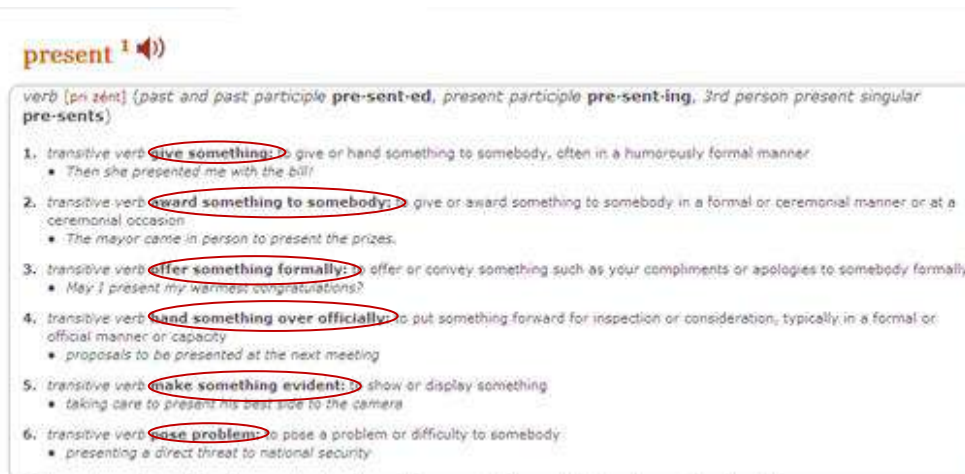 present 1
verb [pri zént] (past and past participle pre-sent-ed, present participle pre-sent-ing, 3rd person present singular
pre-sents)
1. transitive verb give something: to give or hand something to somebody, often in a humorously formal manner
• Then she presented me with the bill!
2. transitive verb award something to somebody: to give or award something to somebody in a formal or ceremonial manner or at a
ceremonial occasion
• The mayor came in person to present the prizes.
3. transitive verb offer something formally: to offer or convey something such as your compliments or apologies to somebody formally
• May I present my warmest congratulations?
4. transitive verb hand something over officially: to put something forward for inspection or consideration, typically in a formal or
official manner or capacity
• proposals to be presented at the next meeting
5. transitive verb make something evident: to show or display something
• taking care to present his best side to the camera
6. transitive verb pose problem: to pose a problem or difficulty to somebody
• presenting a direct threat to national security